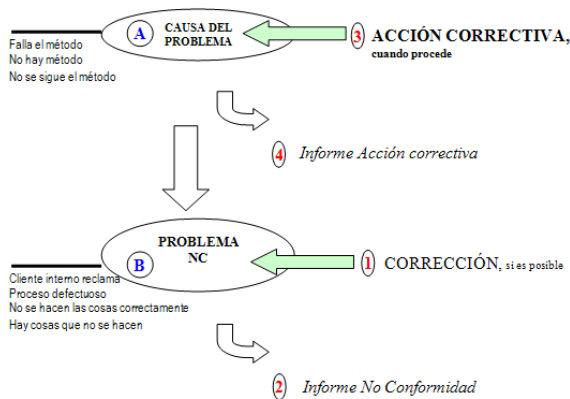 Falla el método
No hay método
No se sigue el método
A
CAUSA DEL
PROBLEMA
3 ACCIÓN CORRECTIVA,
cuando procede
4 Informe Acción correctiva
PROBLEMA
NC
B
Cliente interno reclama
Proceso defectuoso
No se hacen las cosas correctamente
Hay cosas que no se hacen
1 CORRECCIÓN, si es posible
2 Informe No Conformidad